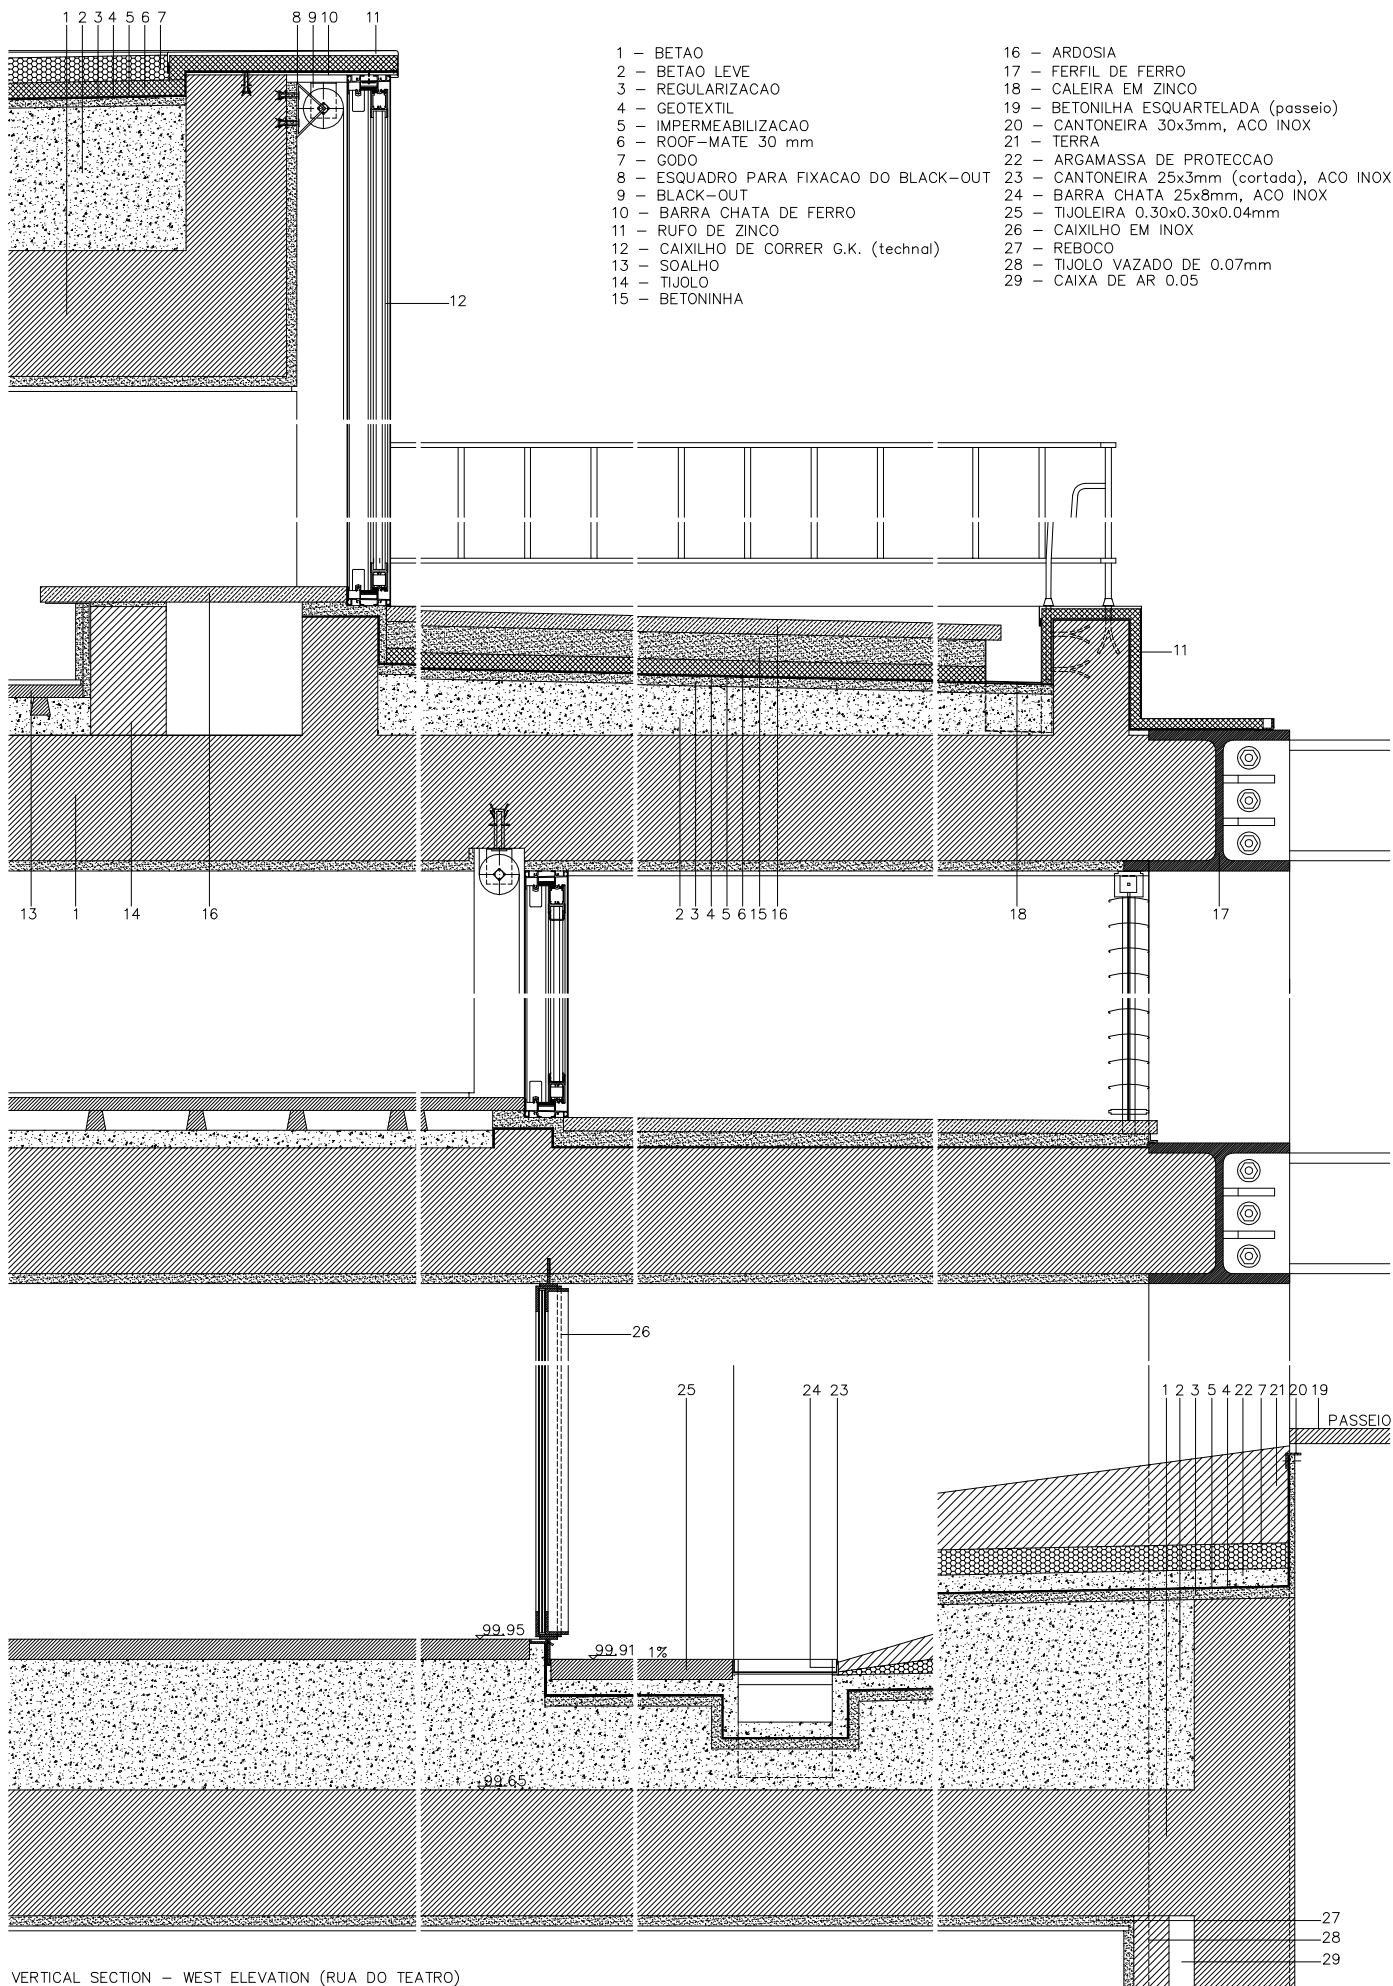 1 2 3 4 5 6 7 8 9 10 11
1 – BETAO
2 – BETAO LEVE
3 – REGULARIZACAO
4 – GEOTEXTIL
5 – IMPERMEABILIZACAO
6 – ROOF-MATE 30 mm
7 – GODO
8 – ESQUADRO PARA FIXACAO DO BLACK-OUT
9 – BLACK-OUT
10 – BARRA CHATA DE FERRO
11 – RUFO DE ZINCO
12 – CAIXILHO DE CORRER G.K. (technal)
13 – SOALHO
14 – TIJOLO
15 – BETONINHA
16 – ARDOSIA
17 – FERFIL DE FERRO
18 – CALEIRA EM ZINCO
19 – BETONILHA ESQUARTELADA (passeio)
20 – CANTONEIRA 30x3mm, ACO INOX
21 – TERRA
22 – ARGAMASSA DE PROTECCAO
23 – CANTONEIRA 25x3mm (cortada), ACO INOX
24 – BARRA CHATA 25x8mm, ACO INOX
25 – TIJOLEIRA 0.30x0.30x0.04mm
26 – CAIXILHO EM INOX
27 – REBOCO
28 – TIJOLO VAZADO DE 0.07mm
29 – CAIXA DE AR 0.05
12
11
13 1 14 16 2 3 4 5 6 15 16 18 17
26
25 24 23 1 2 3 5 4 22 7 21 20 19
PASSEIO
99.95
99.91 1%
99.65
27
28
29
VERTICAL SECTION – WEST ELEVATION (RUA DO TEATRO)